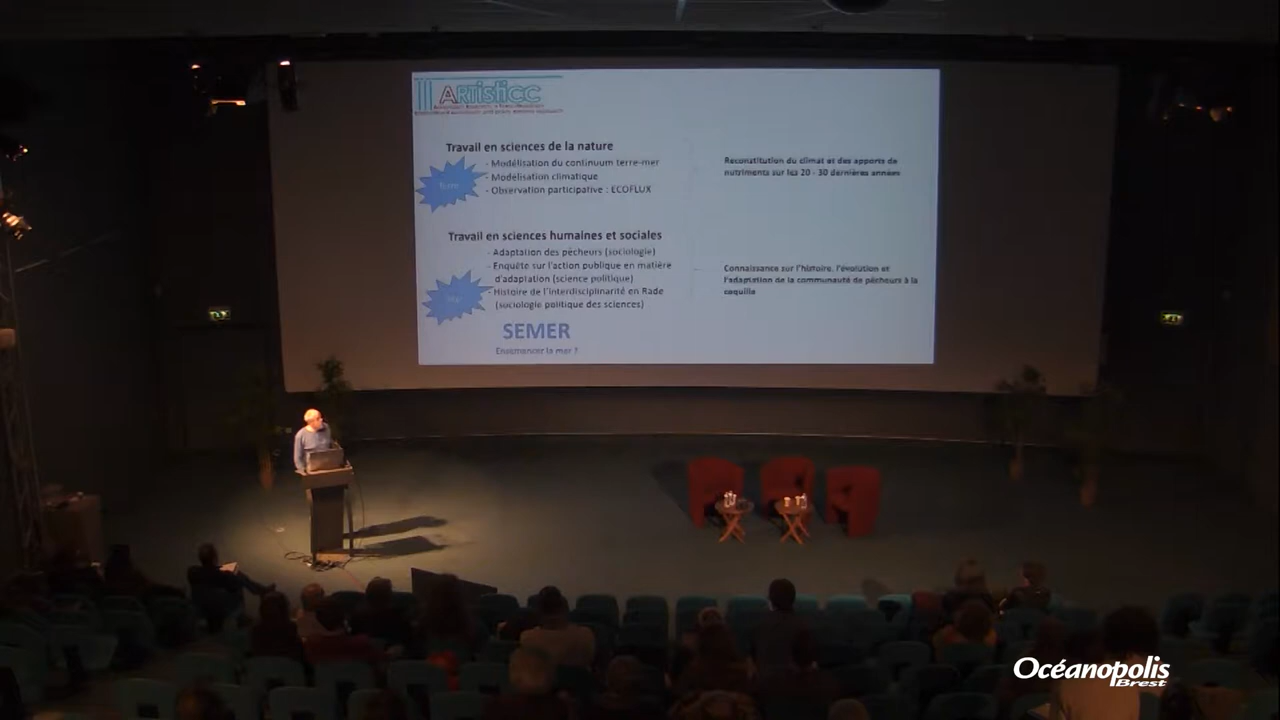 ARTisticc
Travail en sciences de la nature
- Modélisation du continuum terre-mer
- Modélisation climatique
- Observation participative : ECOFLUX
Reconstitution du climat et des apports de
nutriments sur les 20 - 30 dernières années
Travail en sciences humaines et sociales
- Adaptation des pêcheurs (sociologie)
- Enquête sur l'action publique en matière
d'adaptation (science politique)
- Histoire de l'interdisciplinarité en Rade
(sociologie politique des sciences)
Connaissance sur l'histoire, l'évolution et
l'adaptation de la communauté de pêcheurs à la
coquille
SEMER
Ensemencer la mer ?
Océanopolis
Brest